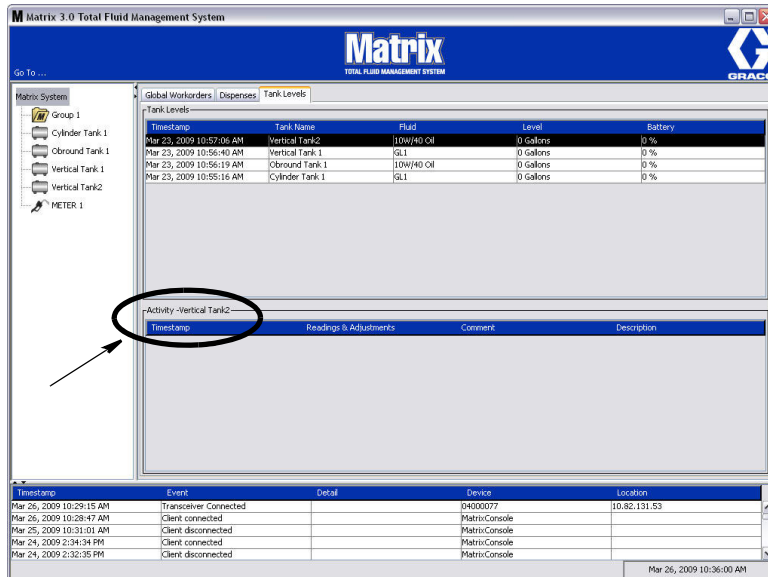 M Matrix 3.0 Total Fluid Management System
Matrix
TOTAL FLUID MANAGEMENT SYSTEM
GRACO
Go To ...
Matrix System
Group 1
Cylinder Tank 1
Obround Tank 1
Vertical Tank 1
Vertical Tank2
METER 1
Global Workorders Dispenses Tank Levels
Tank Levels
Timestamp Tank Name Fluid Level Battery
Mar 23, 2009 10:57:06 AM Vertical Tank2 10W/40 Oil 0 Gallons 0 %
Mar 23, 2009 10:56:40 AM Vertical Tank 1 GL1 0 Gallons 0 %
Mar 23, 2009 10:56:19 AM Obround Tank 1 10W/40 Oil 0 Gallons 0 %
Mar 23, 2009 10:55:16 AM Cylinder Tank 1 GL1 0 Gallons 0 %
Activity -Vertical Tank2
Timestamp Readings & Adjustments Comment Description
Timestamp Event Detail Device Location
Mar 26, 2009 10:29:15 AM Transceiver Connected 04000077 10.82.131.53
Mar 26, 2009 10:28:47 AM Client connected MatrixConsole
Mar 25, 2009 10:31:01 AM Client disconnected MatrixConsole
Mar 24, 2009 2:34:34 PM Client connected MatrixConsole
Mar 24, 2009 2:32:35 PM Client disconnected MatrixConsole
Mar 26, 2009 10:36:00 AM